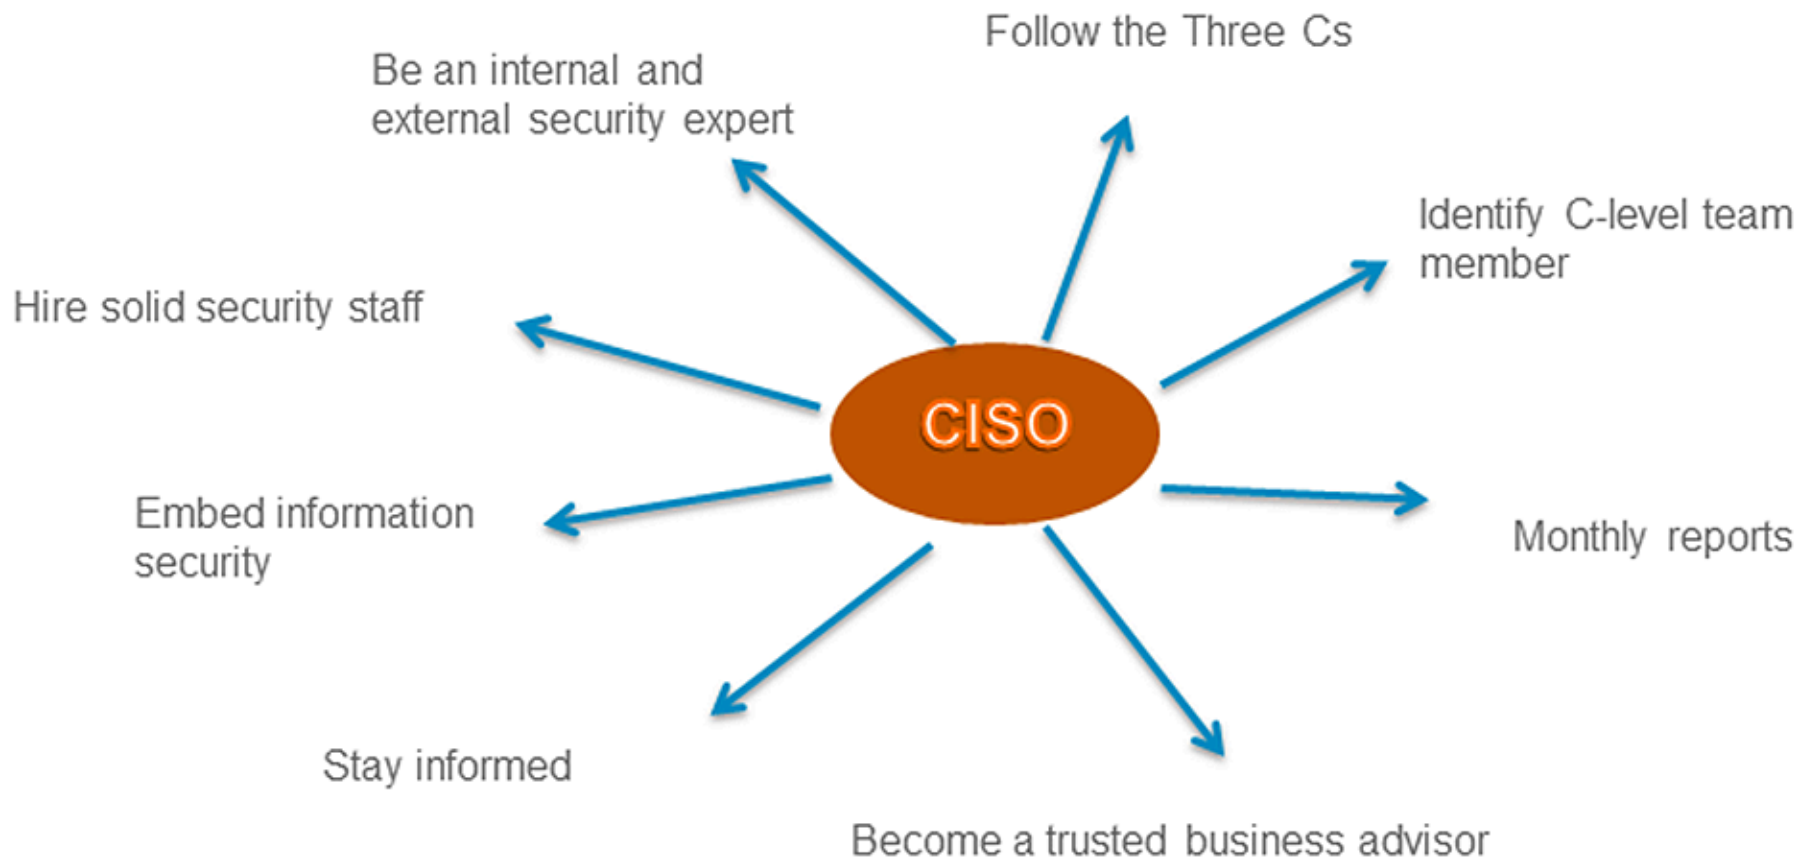 Follow the Three Cs
Be an internal and
external security expert
Identify C-level team
member
Hire solid security staff
CISO
Embed information
security
Monthly reports
Stay informed
Become a trusted business advisor